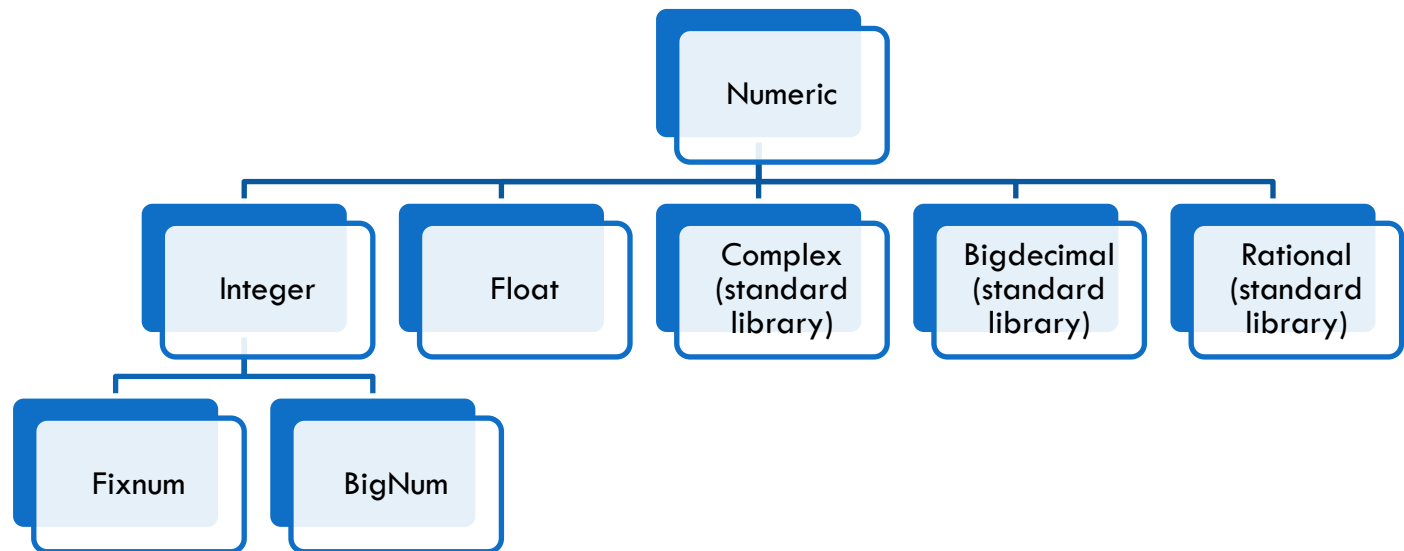 Numeric
Integer
Float
Complex
(standard
library)
Bigdecimal
(standard
library)
Rational
(standard
library)
Fixnum
BigNum